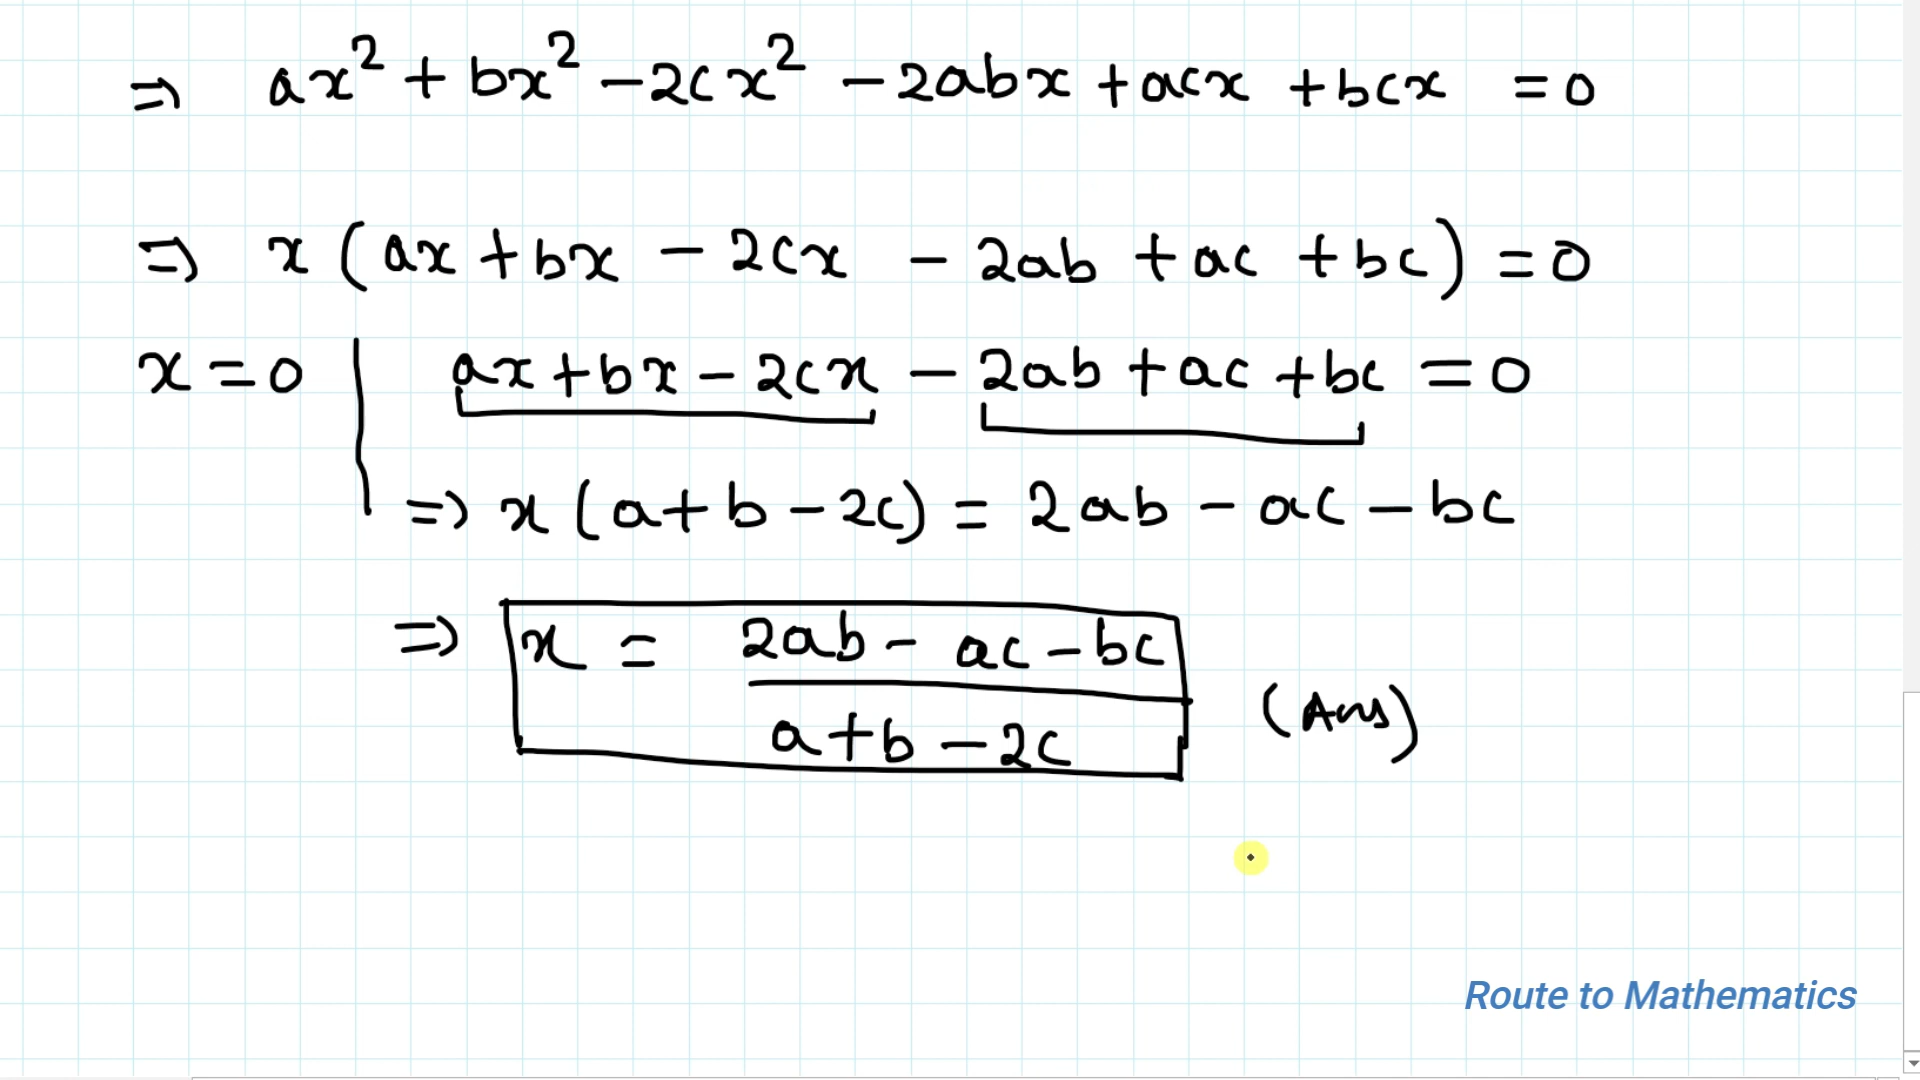 ⇒ ax² + bx² - 2cx² - 2abx + acx + bcx = 0
⇒ x (ax + bx - 2cx - 2ab + ac + bc) = 0
x = 0 | ax + bx - 2cx - 2ab + ac + bc = 0
⇒ x (a + b - 2c) = 2ab - ac - bc
⇒ x = 2ab - ac - bc
a + b - 2c
(Ans)
Route to Mathematics